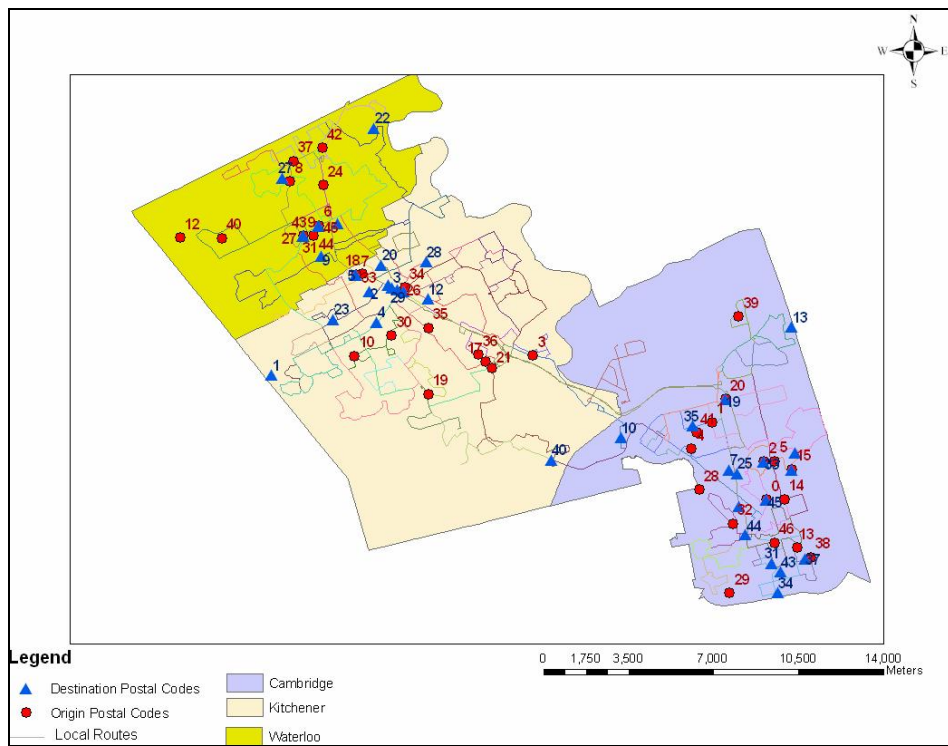 N
W E
S
22
42
37
27 8
24
6
12 40 43 9 45
27 31 44
9
20 28
18 7
5 33 3 34
2 29 26 12
23 4
30 35
39
13
10 17 36 3
21
1
19
20
19
35 41 1
10 4
40
7 25 2 5
15
28 0 14
45
32
44 46 13 38
31 37
43
29 34
Legend
0 1,750 3,500 7,000 10,500 14,000
Meters
Destination Postal Codes
Origin Postal Codes
Local Routes
Cambridge
Kitchener
Waterloo